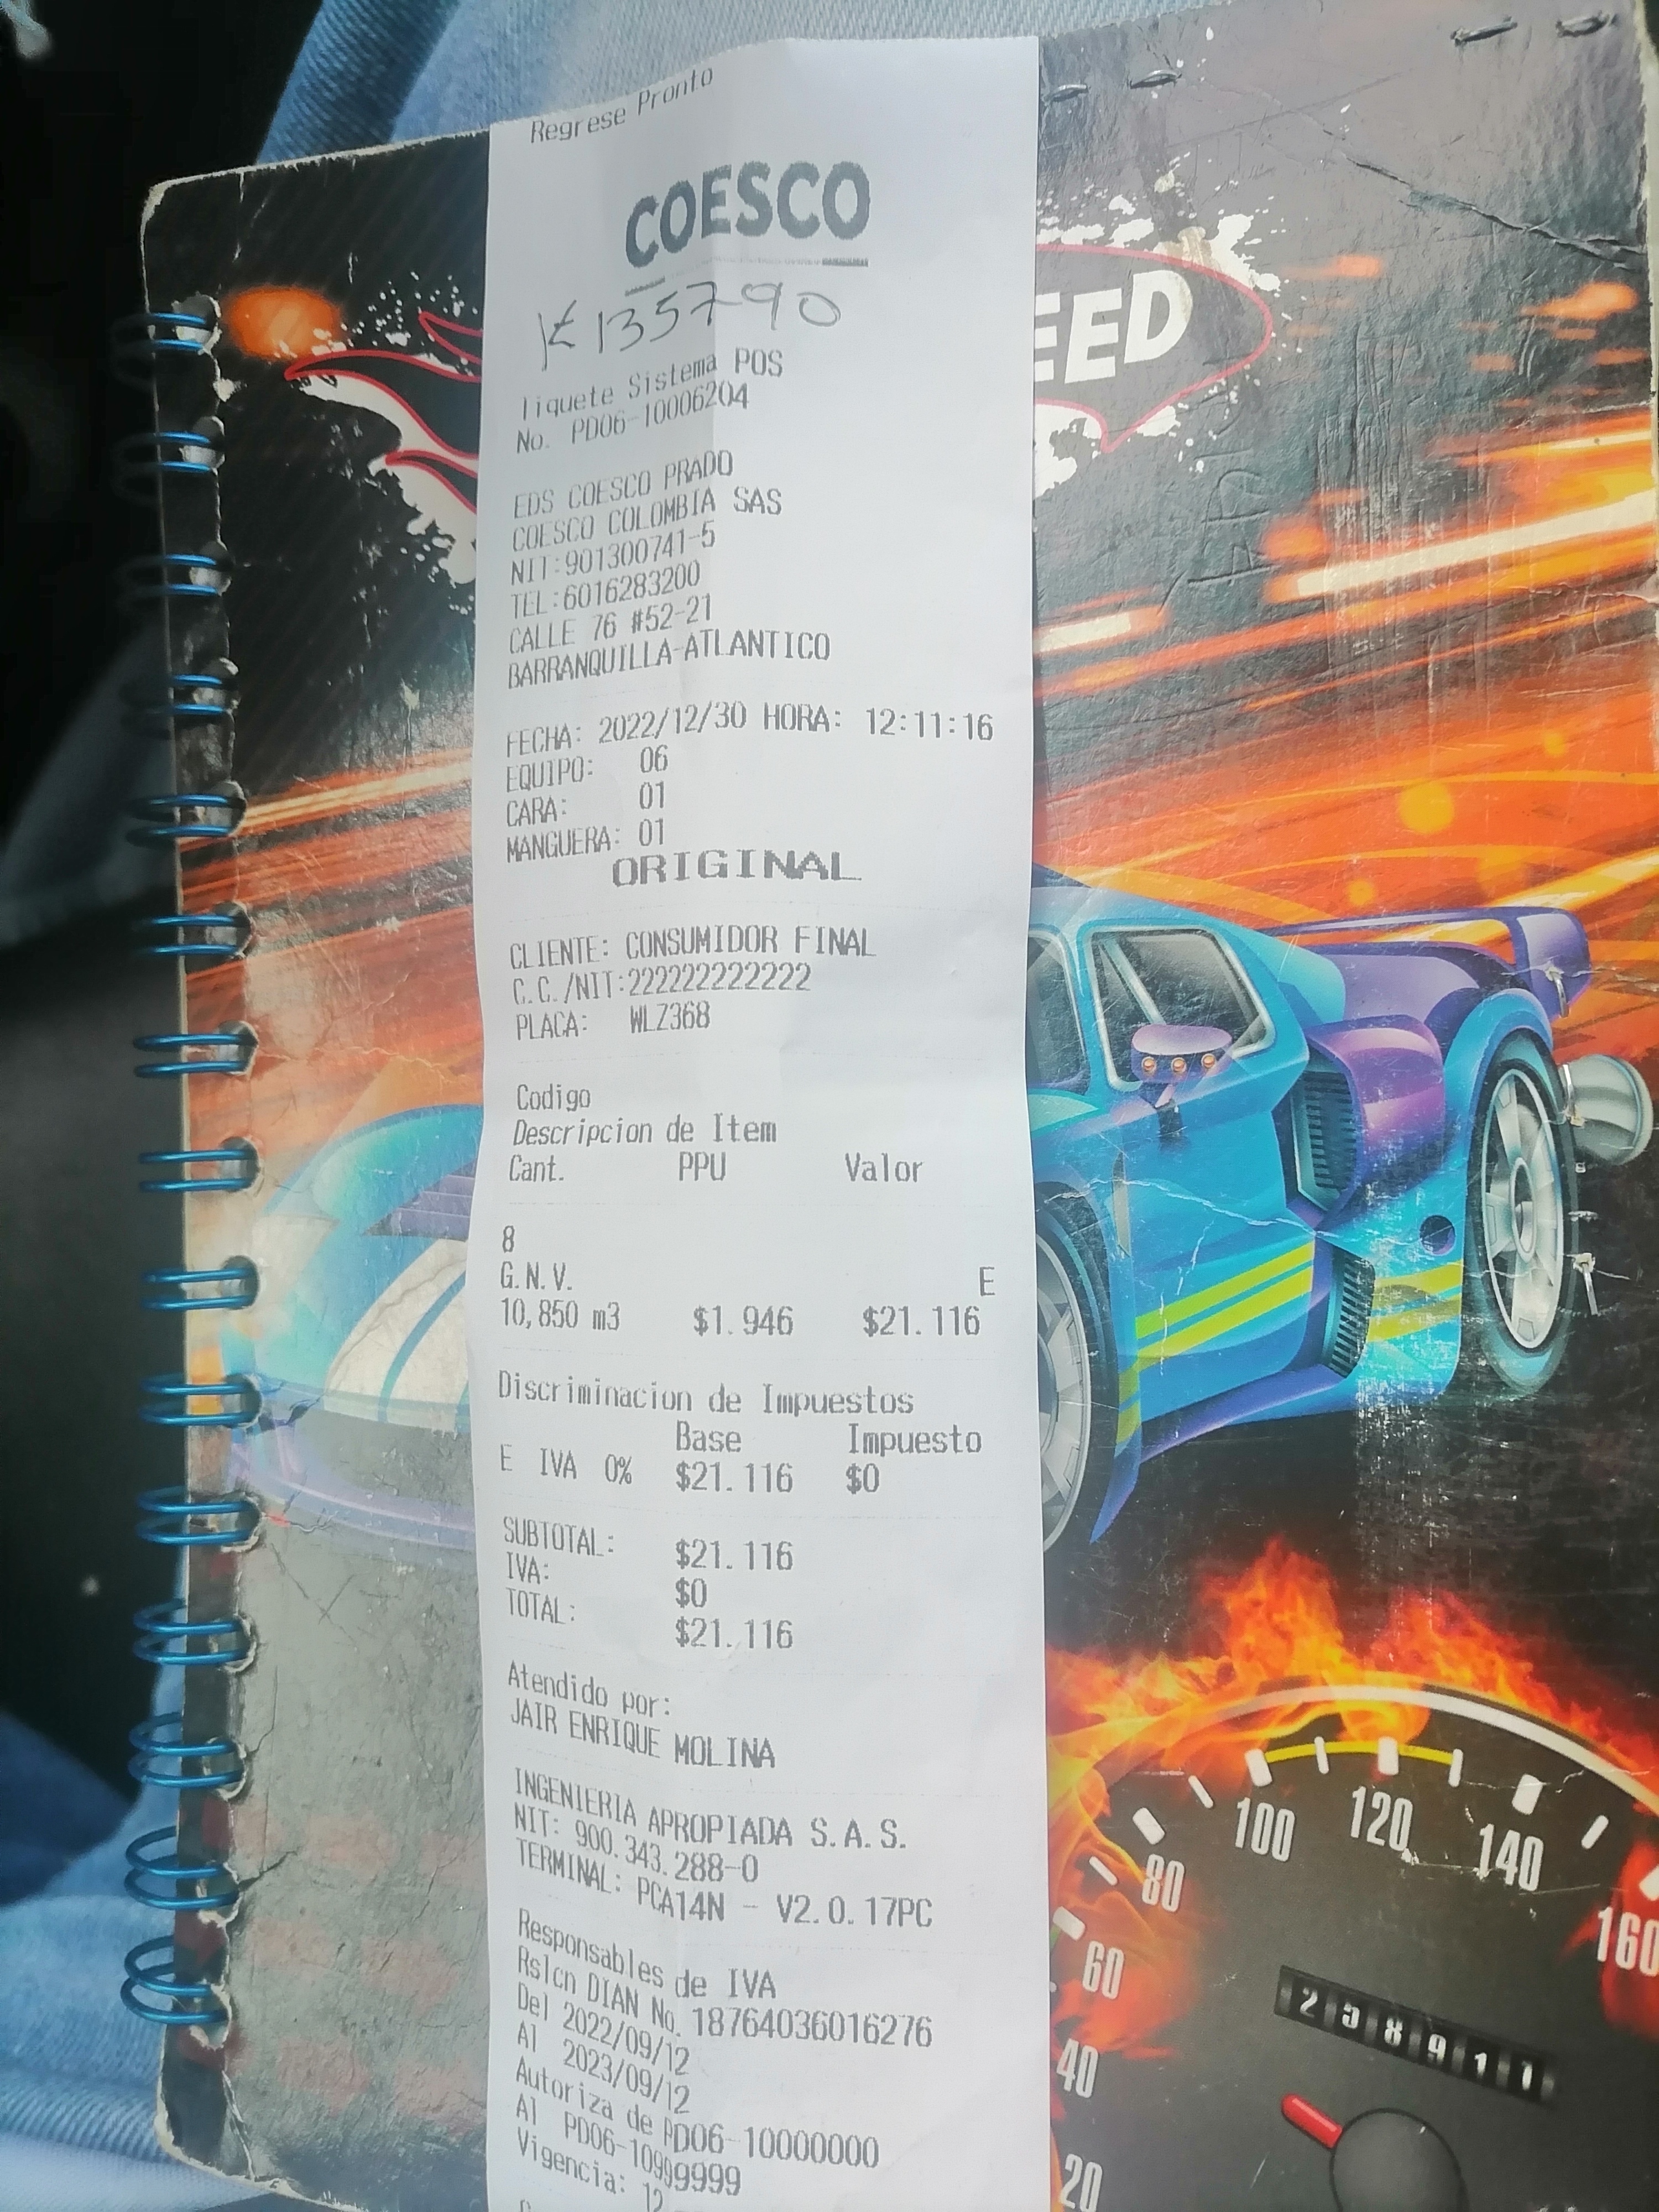 Regrese Pronto
COESCO
K 135790
Tiquete Sistema POS
No. PD06-10006204
EDS COESCO PRADO
COESCO COLOMBIA SAS
NIT:901300741-5
TEL:6016283200
CALLE 76 #52-21
BARRANQUILLA-ATLANTICO
FECHA: 2022/12/30 HORA: 12:11:16
EQUIPO: 06
CARA: 01
MANGUERA: 01
ORIGINAL
CLIENTE: CONSUMIDOR FINAL
C.C./NIT:222222222222
PLACA: WLZ368
Codigo
Descripcion de Item
Cant. PPU Valor
8
G.N.V. E
10,850 m3 $1.946 $21.116
Discriminacion de Impuestos
Base Impuesto
E IVA 0% $21.116 $0
SUBTOTAL: $21.116
IVA: $0
TOTAL: $21.116
Atendido por:
JAIR ENRIQUE MOLINA
INGENIERIA APROPIADA S.A.S.
NIT: 900.343.288-0
TERMINAL: PCA14N - V2.0.17PC
Responsables de IVA
Rslcn DIAN No. 18764036016276
Del 2022/09/12
Al 2023/09/12
Autoriza de PD06-10000000
Al PD06-10999999
Vigencia: 12
EED
20
40
60
80
100
120
140
160